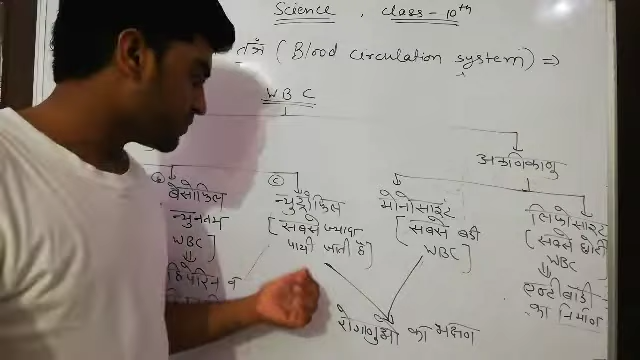 Science , class - 10th
तंत्र ( Blood circulation system ) ⇒
WBC
अकणिकाणु
(b) (c)
बेसोफिल
न्यूनतम
WBC ]
⇓
हिपेरिन व
न्युट्रोफिल
[ सबसे ज्यादा
पायी जाती है ]
मोनोसाइट
[ सबसे बडी
WBC ]
रोगाणुओ का भक्षण
लिंफोसाइट
[ सबसे छोटी
WBC ]
⇓
एन्टीबाडी
का निर्माण